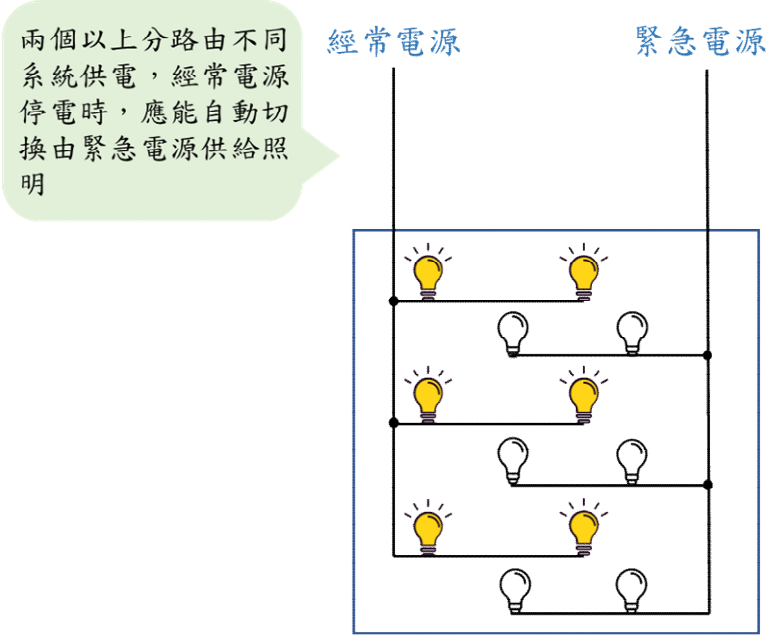 兩個以上分路由不同
系統供電，經常電源
停電時，應能自動切
換由緊急電源供給照
明
經常電源
緊急電源